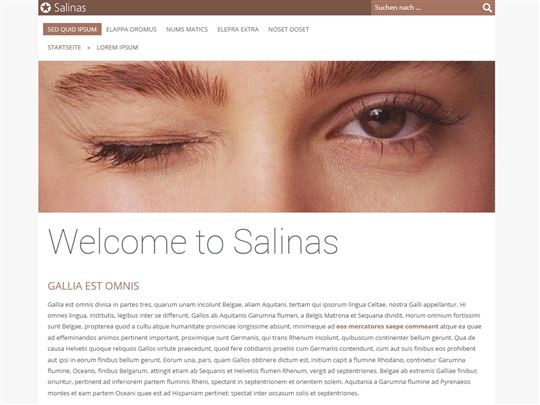 Salinas
Suchen nach ...
SED QUID IPSUM ELAPPA OROMUS NUMS MATICS ELEPRA EXTRA NOSET DOSET
STARTSEITE » LOREM IPSUM
Welcome to Salinas
GALLIA EST OMNIS
Gallia est omnis divisa in partes tres, quarum unam incolunt Belgae, aliam Aquitani, tertiam qui ipsorum lingua Celtae, nostra Galli appellantur. Hi
omnes lingua, institutis, legibus inter se differunt. Gallos ab Aquitanis Garumna flumen, a Belgis Matrona et Sequana dividit. Horum omnium fortissimi
sunt Belgae, propterea quod a cultu atque humanitate provinciae longissime absunt, minimeque ad eos mercatores saepe commeant atque ea quae
ad effeminandos animos pertinent important, proximique sunt Germanis, qui trans Rhenum incolunt, quibuscum continenter bellum gerunt. Qua de
causa Helvetii quoque reliquos Gallos virtute praecedunt, quod fere cotidianis proeliis cum Germanis contendunt, cum aut suis finibus eos prohibent
aut ipsi in eorum finibus bellum gerunt. Eorum una, pars, quam Gallos obtinere dictum est, initium capit a flumine Rhodano, continetur Garumna
flumine, Oceano, finibus Belgarum, attingit etiam ab Sequanis et Helvetiis flumen Rhenum, vergit ad septentriones. Belgae ab extremis Galliae finibus
oriuntur, pertinent ad inferiorem partem fluminis Rheni, spectant in septentrionem et orientem solem. Aquitania a Garumna flumine ad Pyrenaeos
montes et eam partem Oceani quae est ad Hispaniam pertinet; spectat inter occasum solis et septentriones.